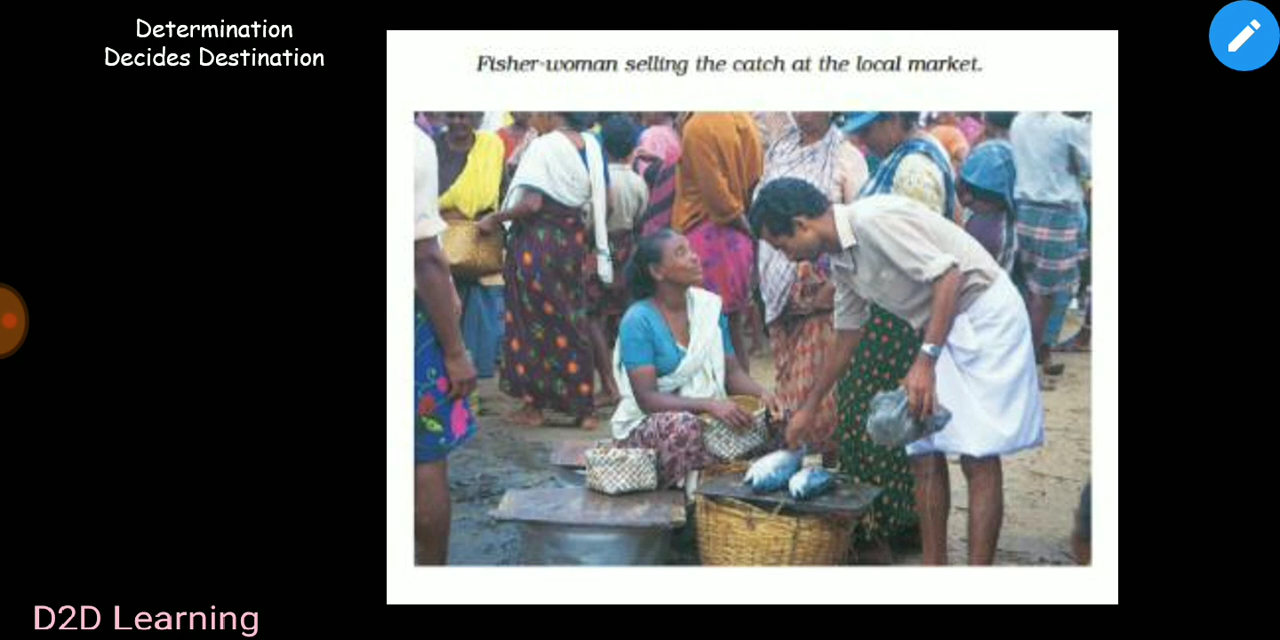 Determination
Decides Destination
Fisher-woman selling the catch at the local market.
D2D Learning